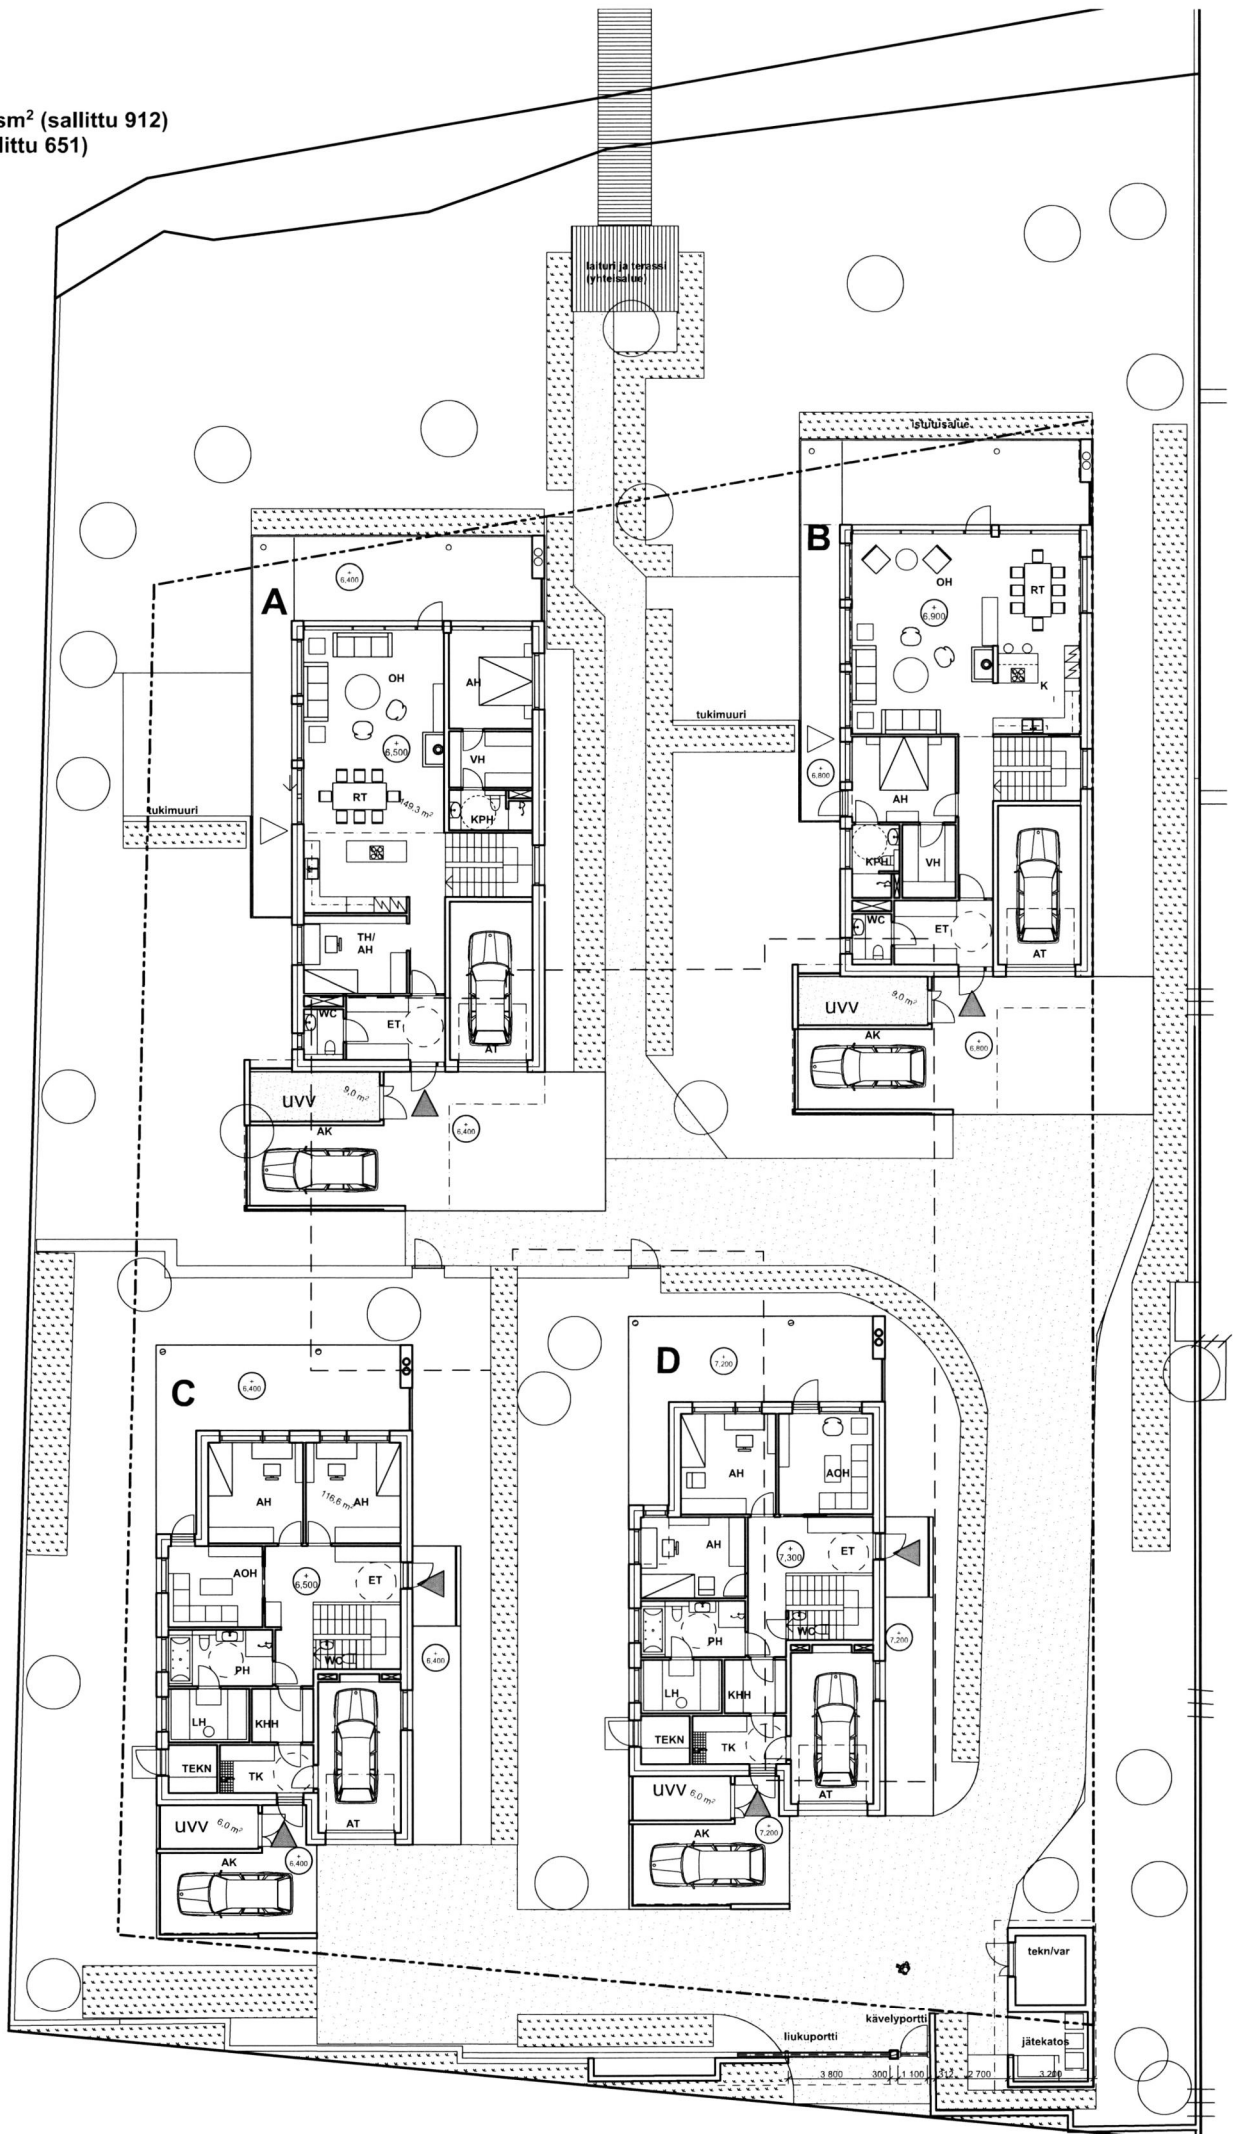 sm² (sallittu 912)
littu 651)
laituri ja terassi
(yhteisalue)
istutusalue
B
OH
RT
+
6,900
K
tukimuuri
+
6,800
AH
KPH
VH
WC
ET
AT
UVV
9,0 m²
AK
+
6,800
A
+
6,400
OH
AH
+
6,500
VH
RT
149,3 m²
KPH
tukimuuri
TH/
AH
WC
ET
AT
UVV
9,0 m²
AK
+
6,400
C
+
6,400
AH
116,6 m²
AH
AOH
+
6,500
ET
WC
+
6,400
PH
LH
KHH
TEKN
TK
AT
UVV
6,0 m²
AK
+
6,400
D
+
7,200
AH
AOH
AH
+
7,300
ET
WC
+
7,200
PH
LH
KHH
TEKN
TK
AT
UVV
6,0 m²
AK
+
7,200
tekn/var
kävelyportti
liukuportti
jätekatos
3 800
300
1 100
312
2 700
3 200